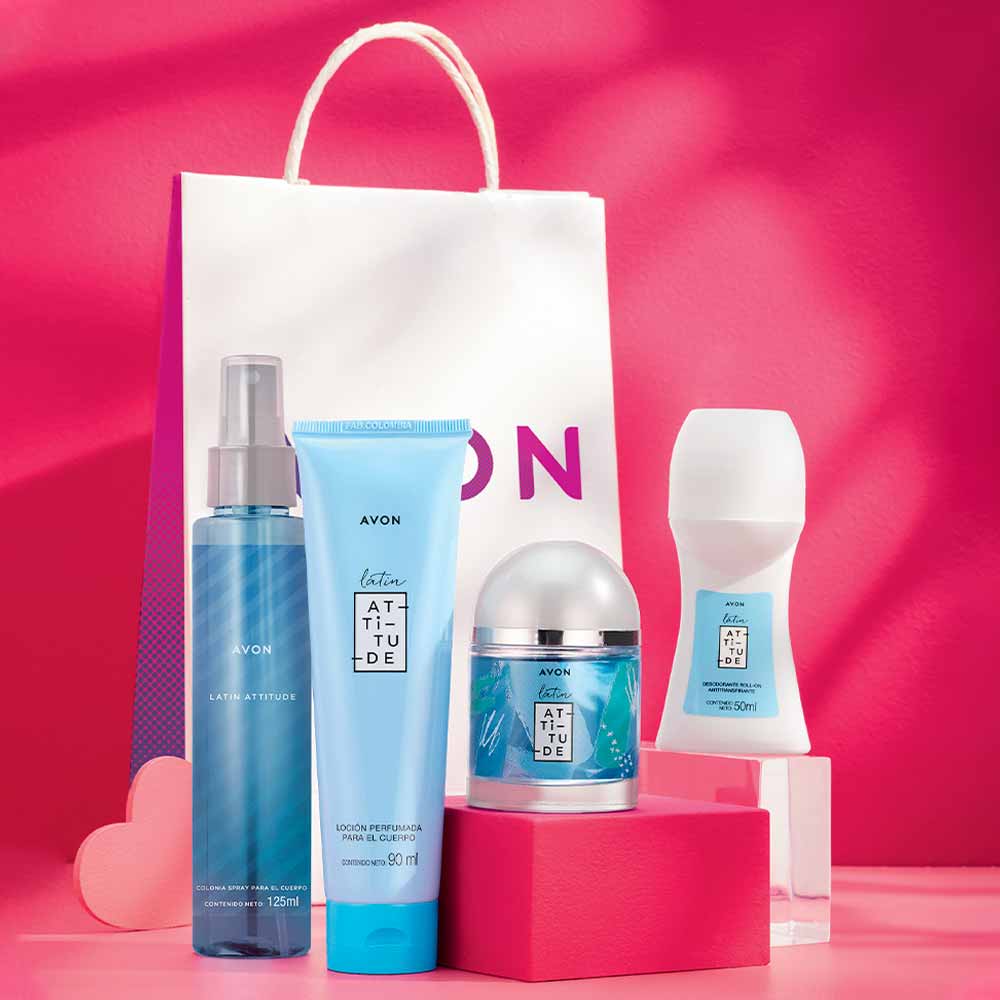 ON
AVON
LATIN ATTITUDE
COLONIA SPRAY PARA EL CUERPO
CONTENIDO NETO: 125ml
FAB. COLOMBIA
AVON
latin
AT-
Ti-
-TU
-DE
LOCIÓN PERFUMADA
PARA EL CUERPO
CONTENIDO NETO: 90 ml
AVON
latin
AT-
Ti-
-TU
-DE
AVON
latin
AT-
Ti-
-TU
-DE
DESODORANTE ROLL-ON
ANTITRANSPIRANTE
CONTENIDO
NETO: 50ml